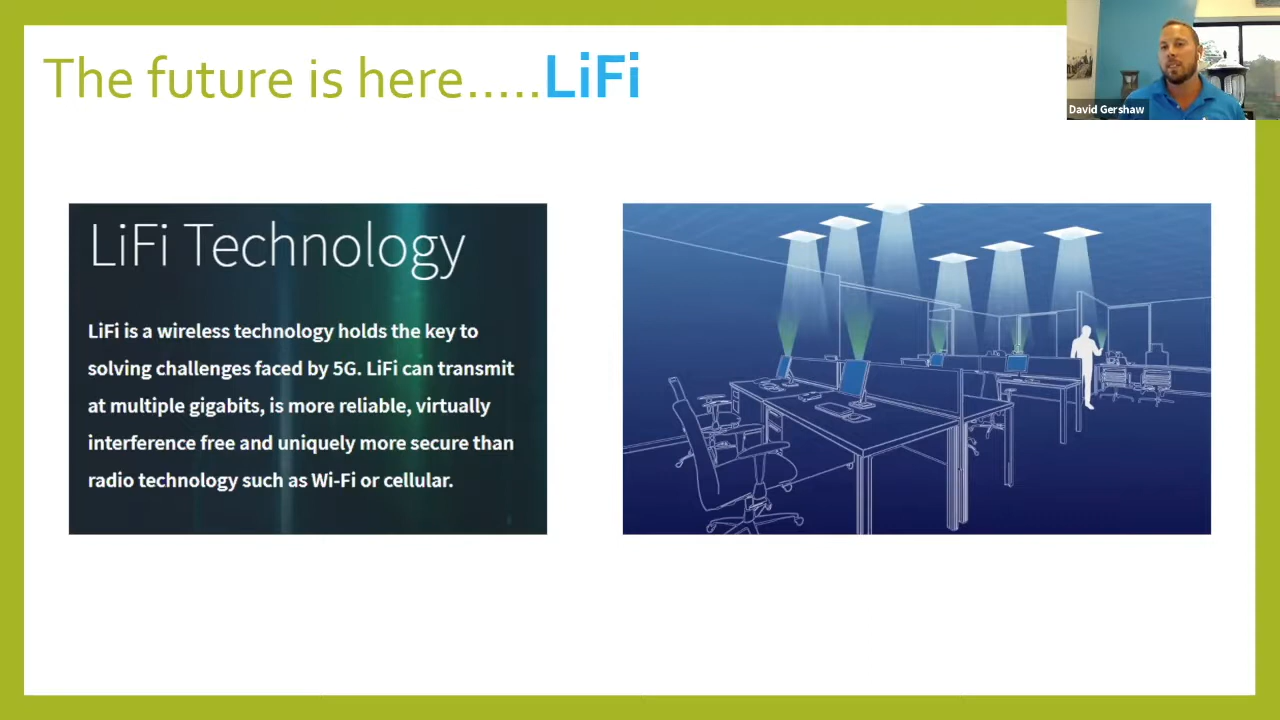 The future is here.....LiFi
David Gershaw
LiFi Technology
LiFi is a wireless technology holds the key to
solving challenges faced by 5G. LiFi can transmit
at multiple gigabits, is more reliable, virtually
interference free and uniquely more secure than
radio technology such as Wi-Fi or cellular.